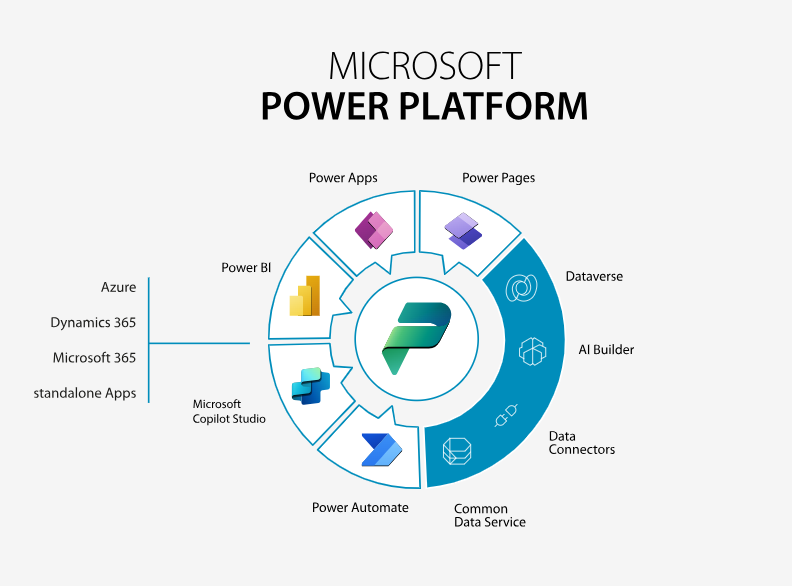 MICROSOFT
POWER PLATFORM
Power Apps
Power Pages
Power BI
Dataverse
Azure
Dynamics 365
Microsoft 365
standalone Apps
AI Builder
Microsoft
Copilot Studio
Data
Connectors
Power Automate
Common
Data Service